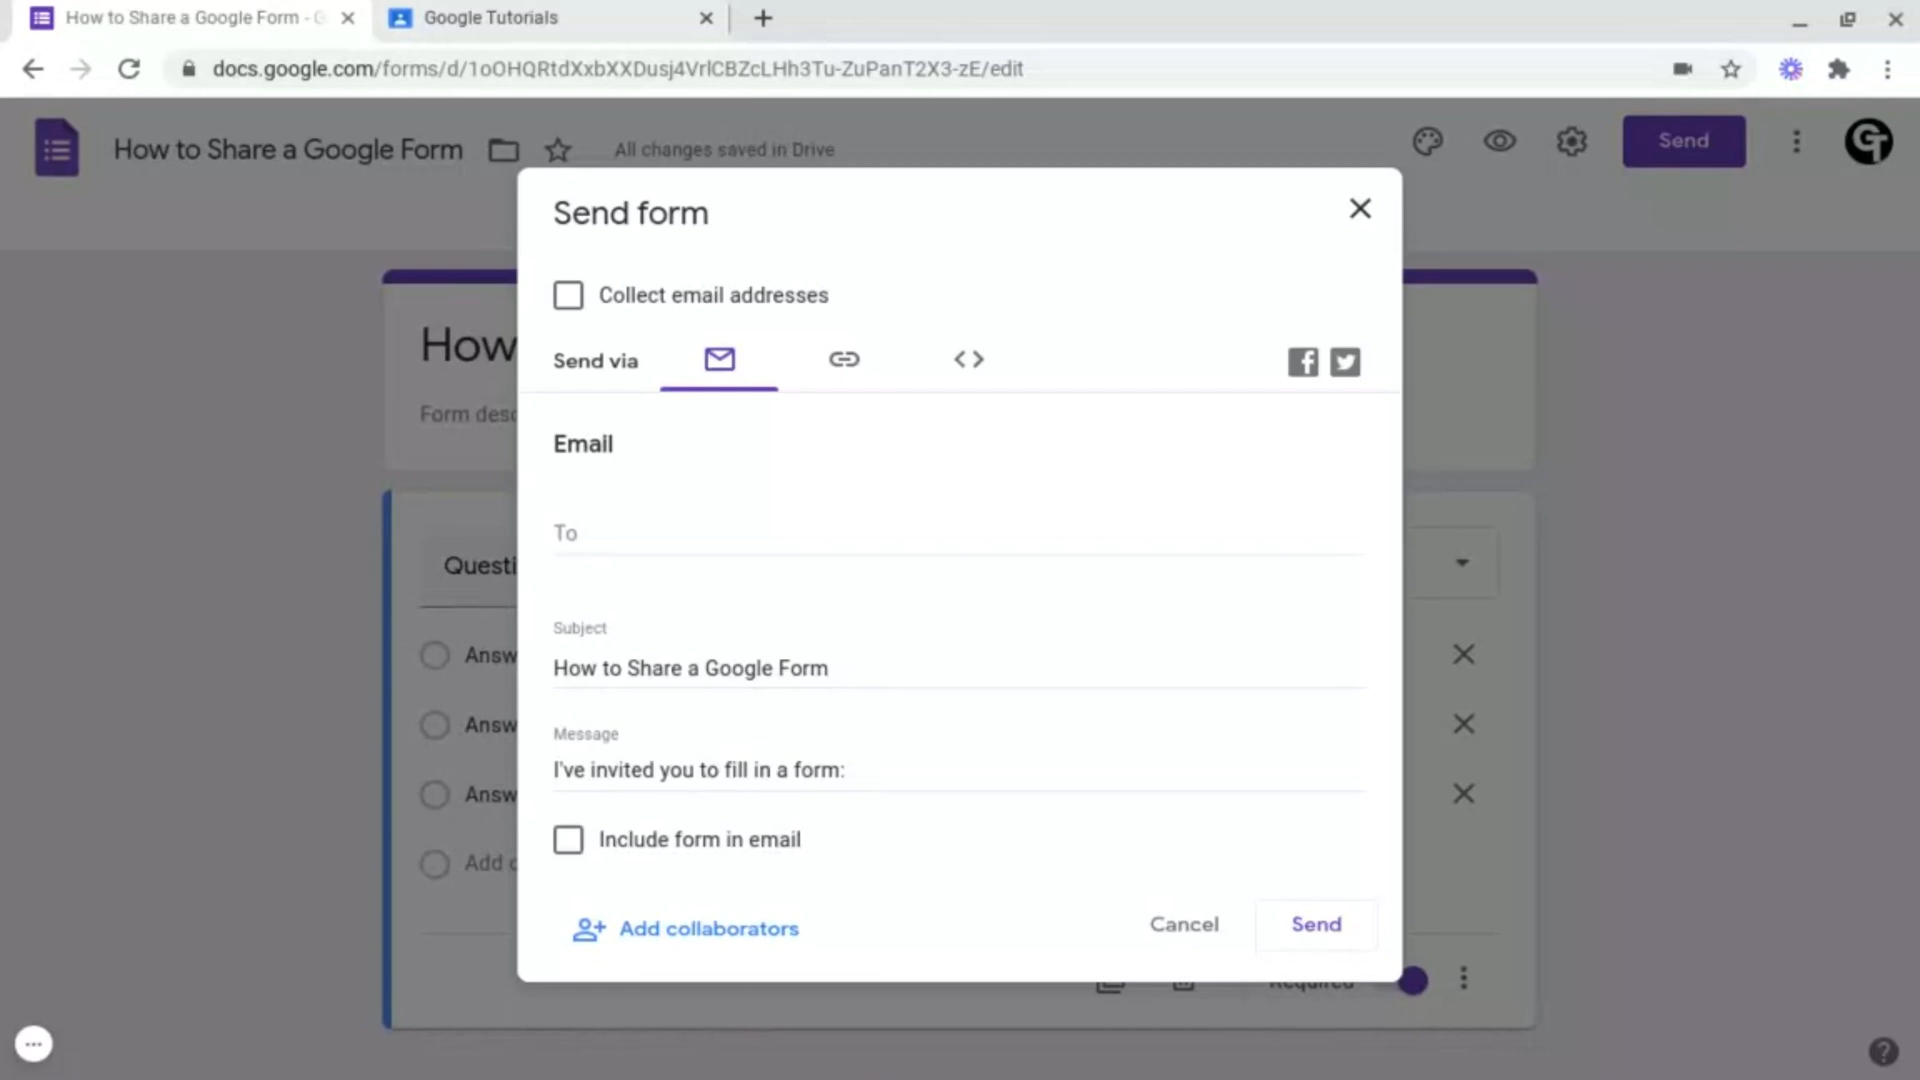 How to Share a Google Form - G
Google Tutorials
docs.google.com/forms/d/1oOHQRtdXxbXXDusj4VrlCBZcLHh3Tu-ZuPanT2X3-zE/edit
How to Share a Google Form
All changes saved in Drive
Send
GT
Send form
Collect email addresses
Send via
How
Form desc
Email
To
Questi
Subject
How to Share a Google Form
Answ
Message
I've invited you to fill in a form:
Answ
Answ
Include form in email
Add o
Add collaborators
Cancel
Send
Required